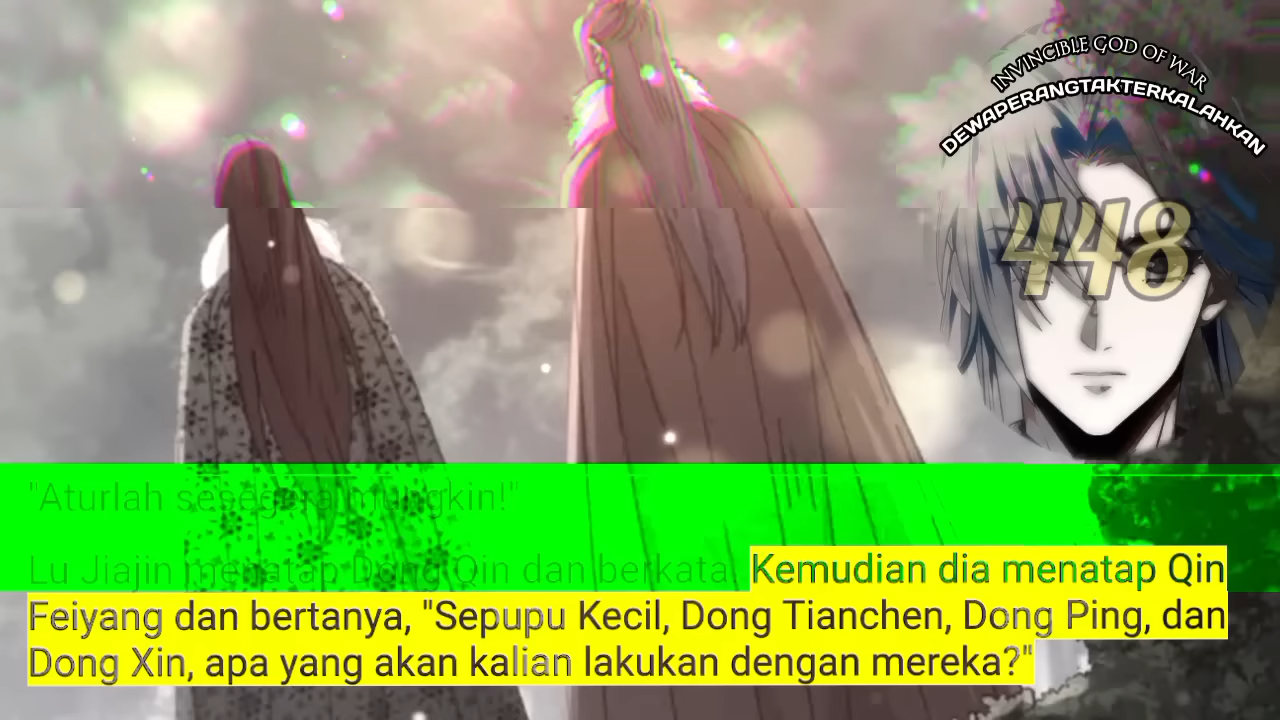 INVINCIBLE GOD OF WAR
DEWAPERANGTAKTERKALAHKAN
448
"Aturlah sesegera mungkin!"
Lu Jiajin menatap Dong Qin dan berkata. Kemudian dia menatap Qin
Feiyang dan bertanya, "Sepupu Kecil, Dong Tianchen, Dong Ping, dan
Dong Xin, apa yang akan kalian lakukan dengan mereka?"